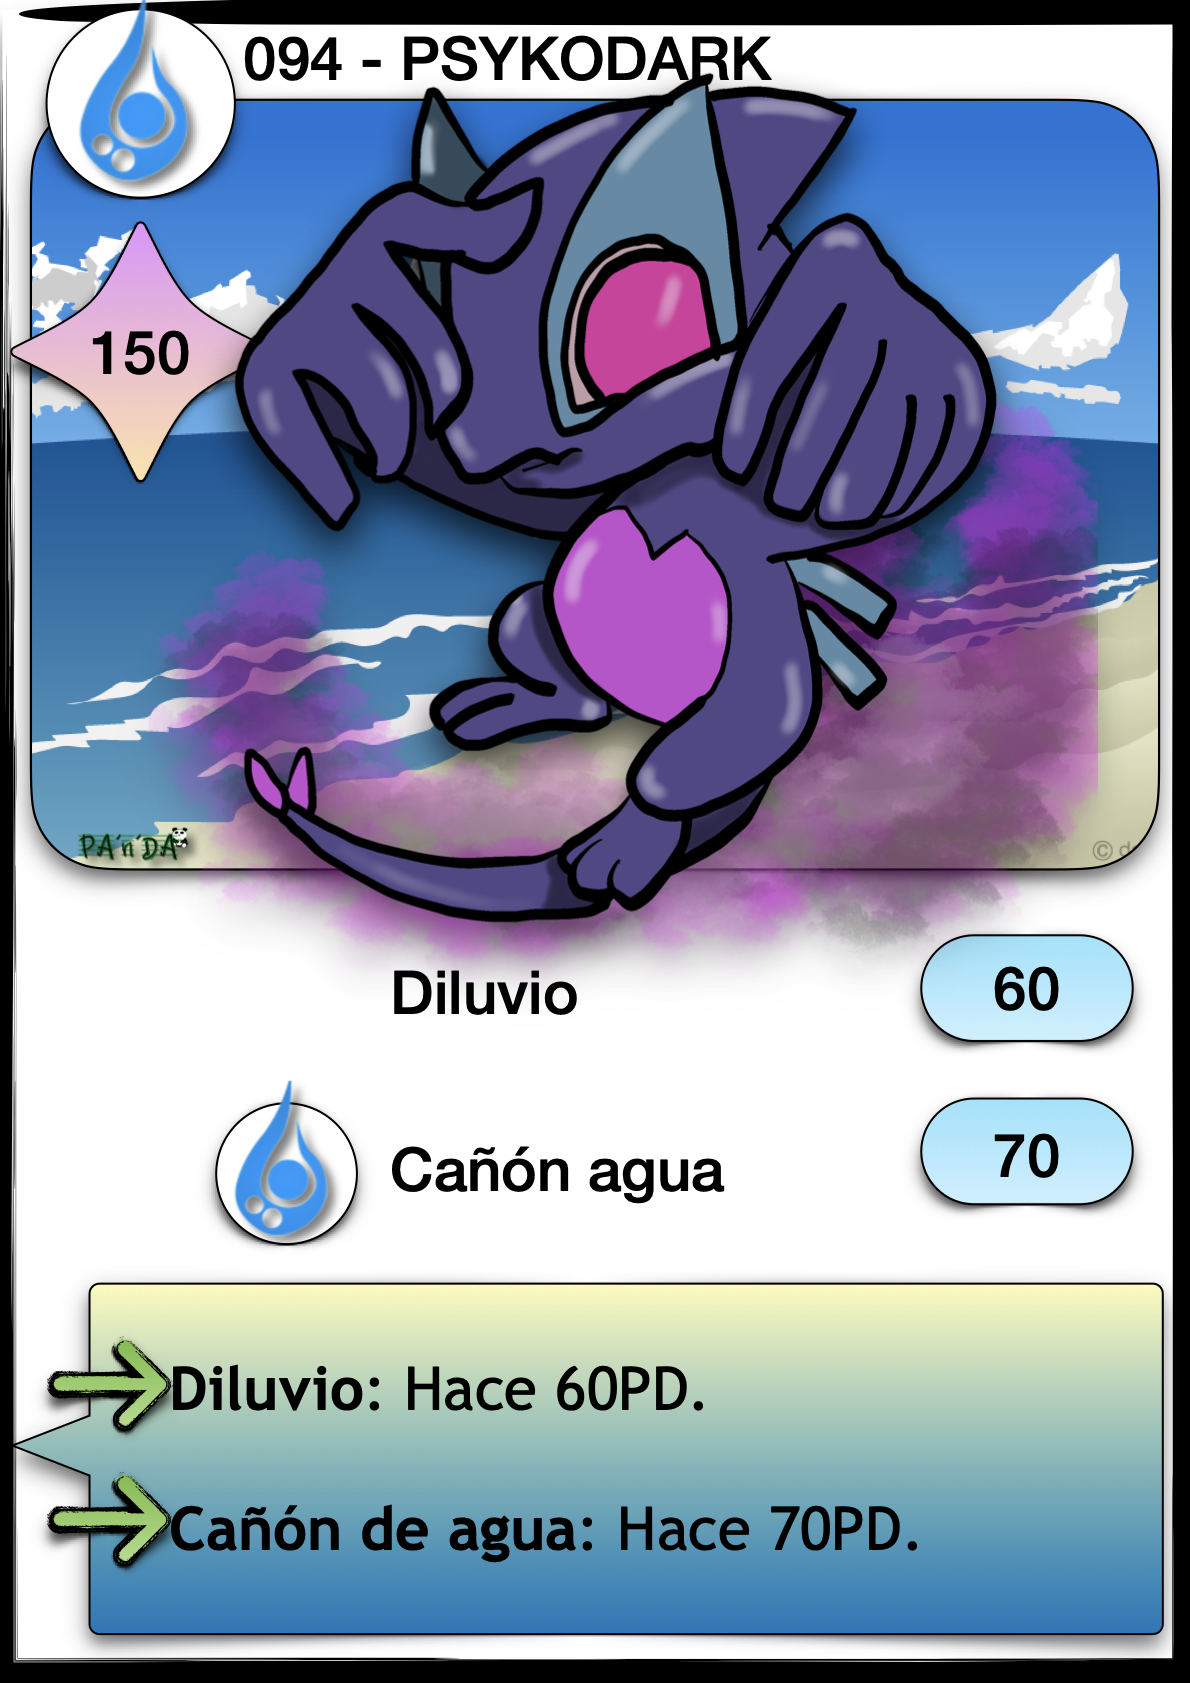 094 - PSYKODARK
150
PA'n'DA
©
Diluvio
60
Cañón agua
70
Diluvio: Hace 60PD.
Cañón de agua: Hace 70PD.